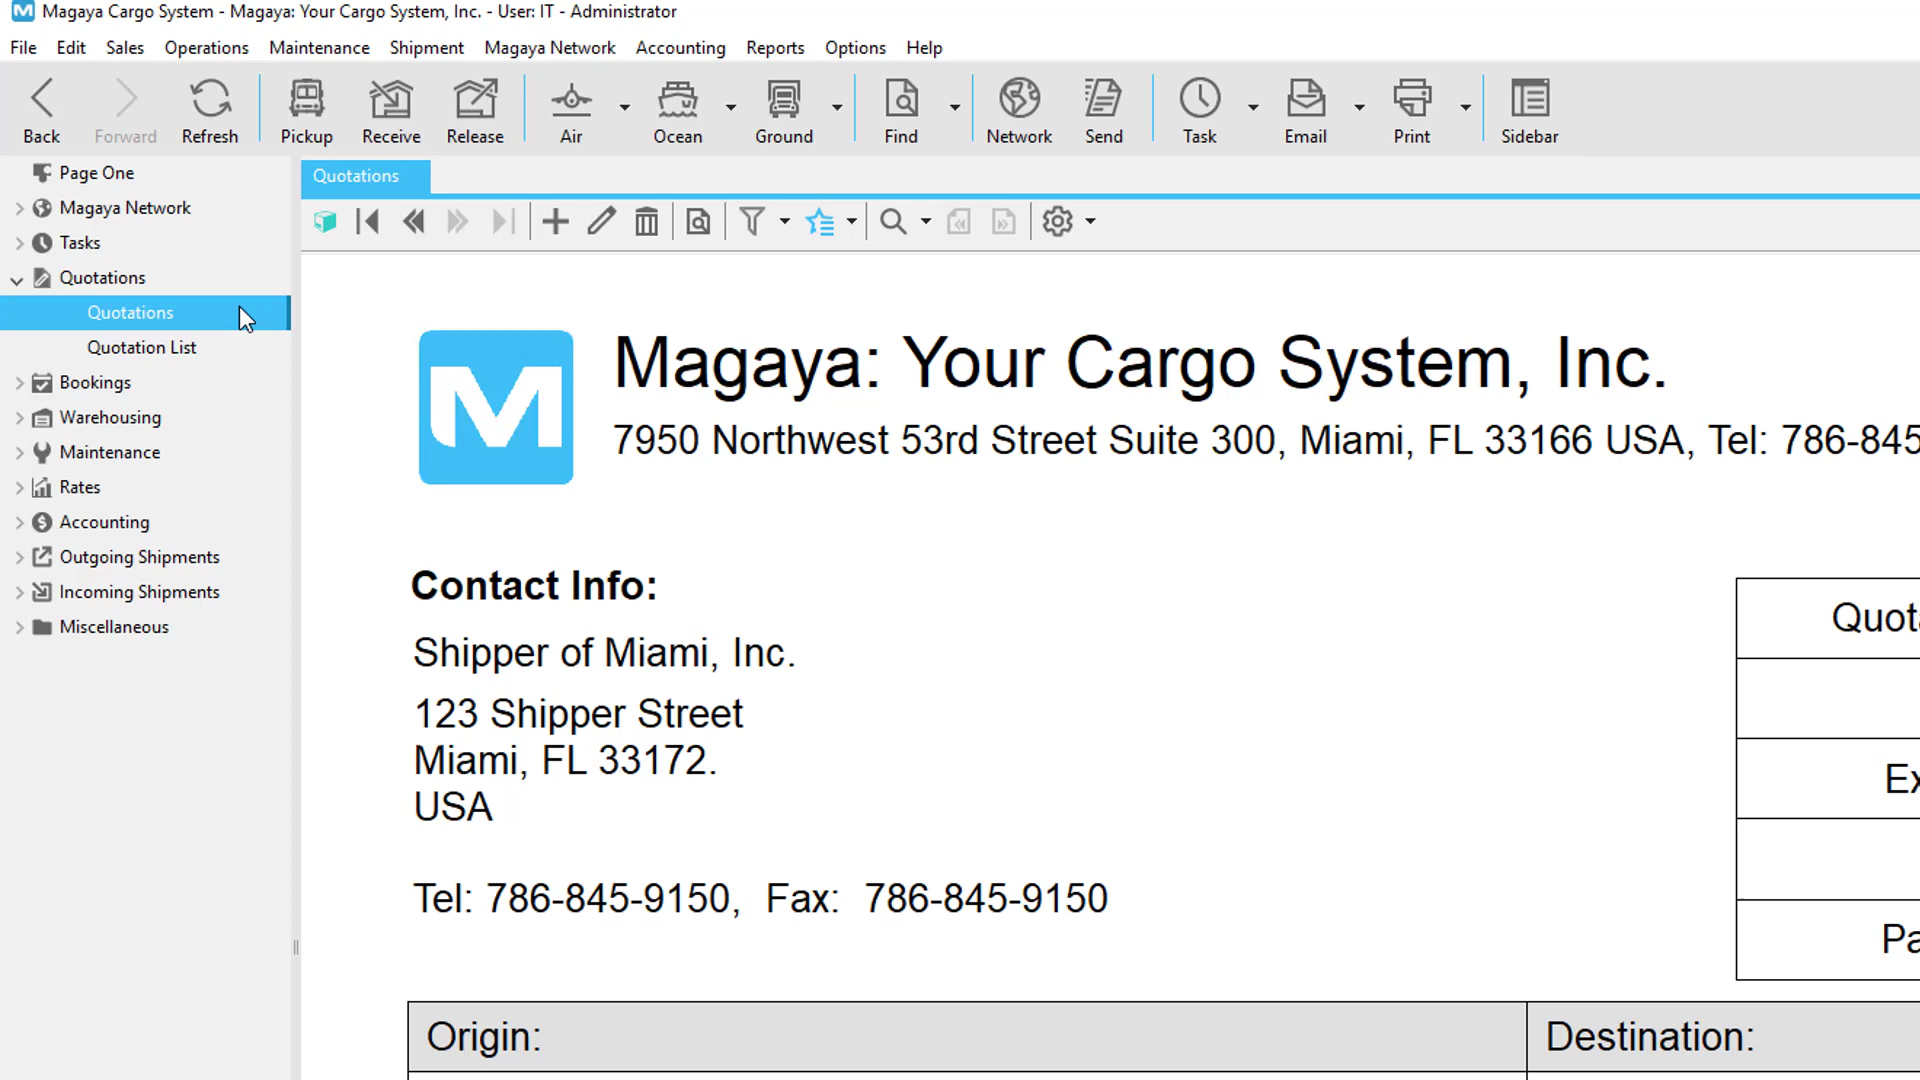 Magaya Cargo System - Magaya: Your Cargo System, Inc. - User: IT - Administrator
File Edit Sales Operations Maintenance Shipment Magaya Network Accounting Reports Options Help
Back Forward Refresh Pickup Receive Release Air Ocean Ground Find Network Send Task Email Print Sidebar
Page One
Magaya Network
Tasks
Quotations
Quotations
Quotation List
Bookings
Warehousing
Maintenance
Rates
Accounting
Outgoing Shipments
Incoming Shipments
Miscellaneous
Quotations
Magaya: Your Cargo System, Inc.
7950 Northwest 53rd Street Suite 300, Miami, FL 33166 USA, Tel: 786-845
Contact Info:
Shipper of Miami, Inc.
123 Shipper Street
Miami, FL 33172.
USA
Tel: 786-845-9150, Fax: 786-845-9150
Quota
Ex
Pa
Origin:
Destination: